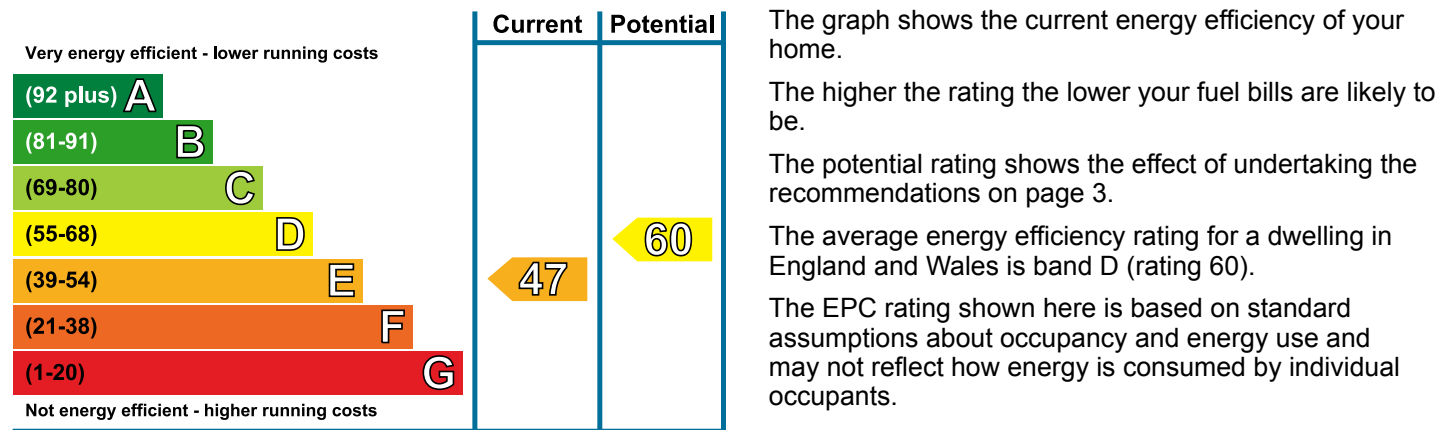 Current Potential
Very energy efficient - lower running costs
(92 plus) A
(81-91) B
(69-80) C
(55-68) D
60
(39-54) E
47
(21-38) F
(1-20) G
Not energy efficient - higher running costs
The graph shows the current energy efficiency of your
home.
The higher the rating the lower your fuel bills are likely to
be.
The potential rating shows the effect of undertaking the
recommendations on page 3.
The average energy efficiency rating for a dwelling in
England and Wales is band D (rating 60).
The EPC rating shown here is based on standard
assumptions about occupancy and energy use and
may not reflect how energy is consumed by individual
occupants.